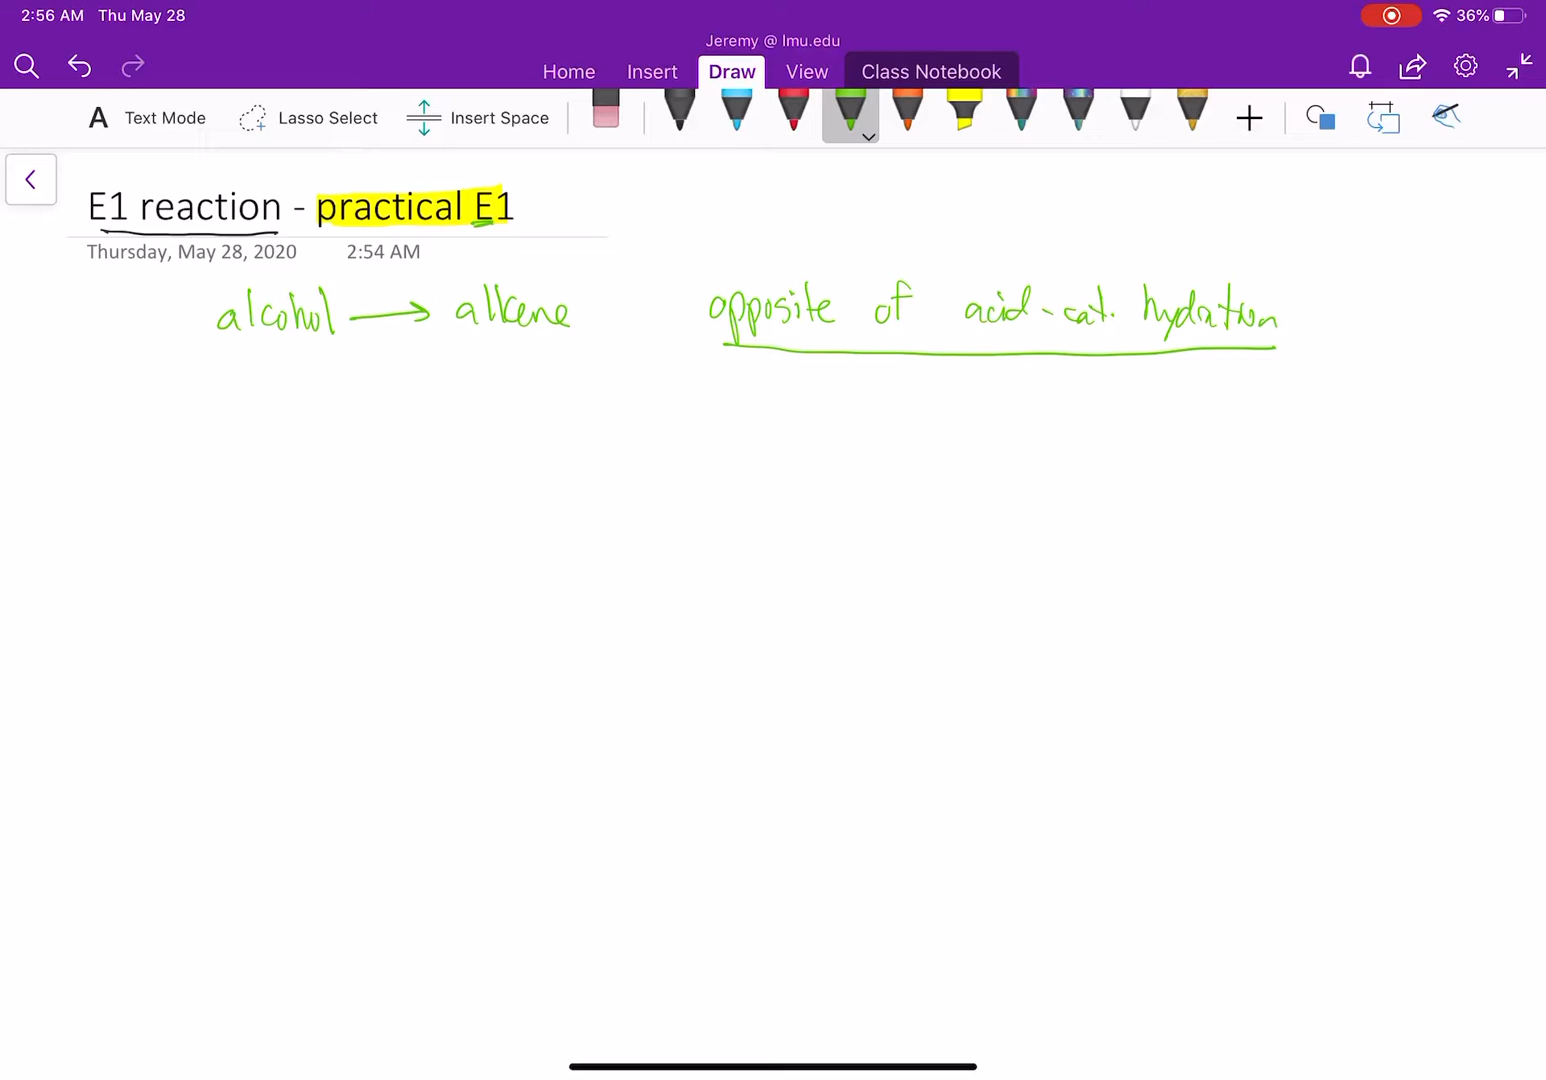 2:56 AM Thu May 28
36%
Jeremy @ lmu.edu
Home Insert Draw View Class Notebook
A Text Mode Lasso Select Insert Space
E1 reaction - practical E1
Thursday, May 28, 2020 2:54 AM
alcohol → alkene opposite of acid-cat. hydration